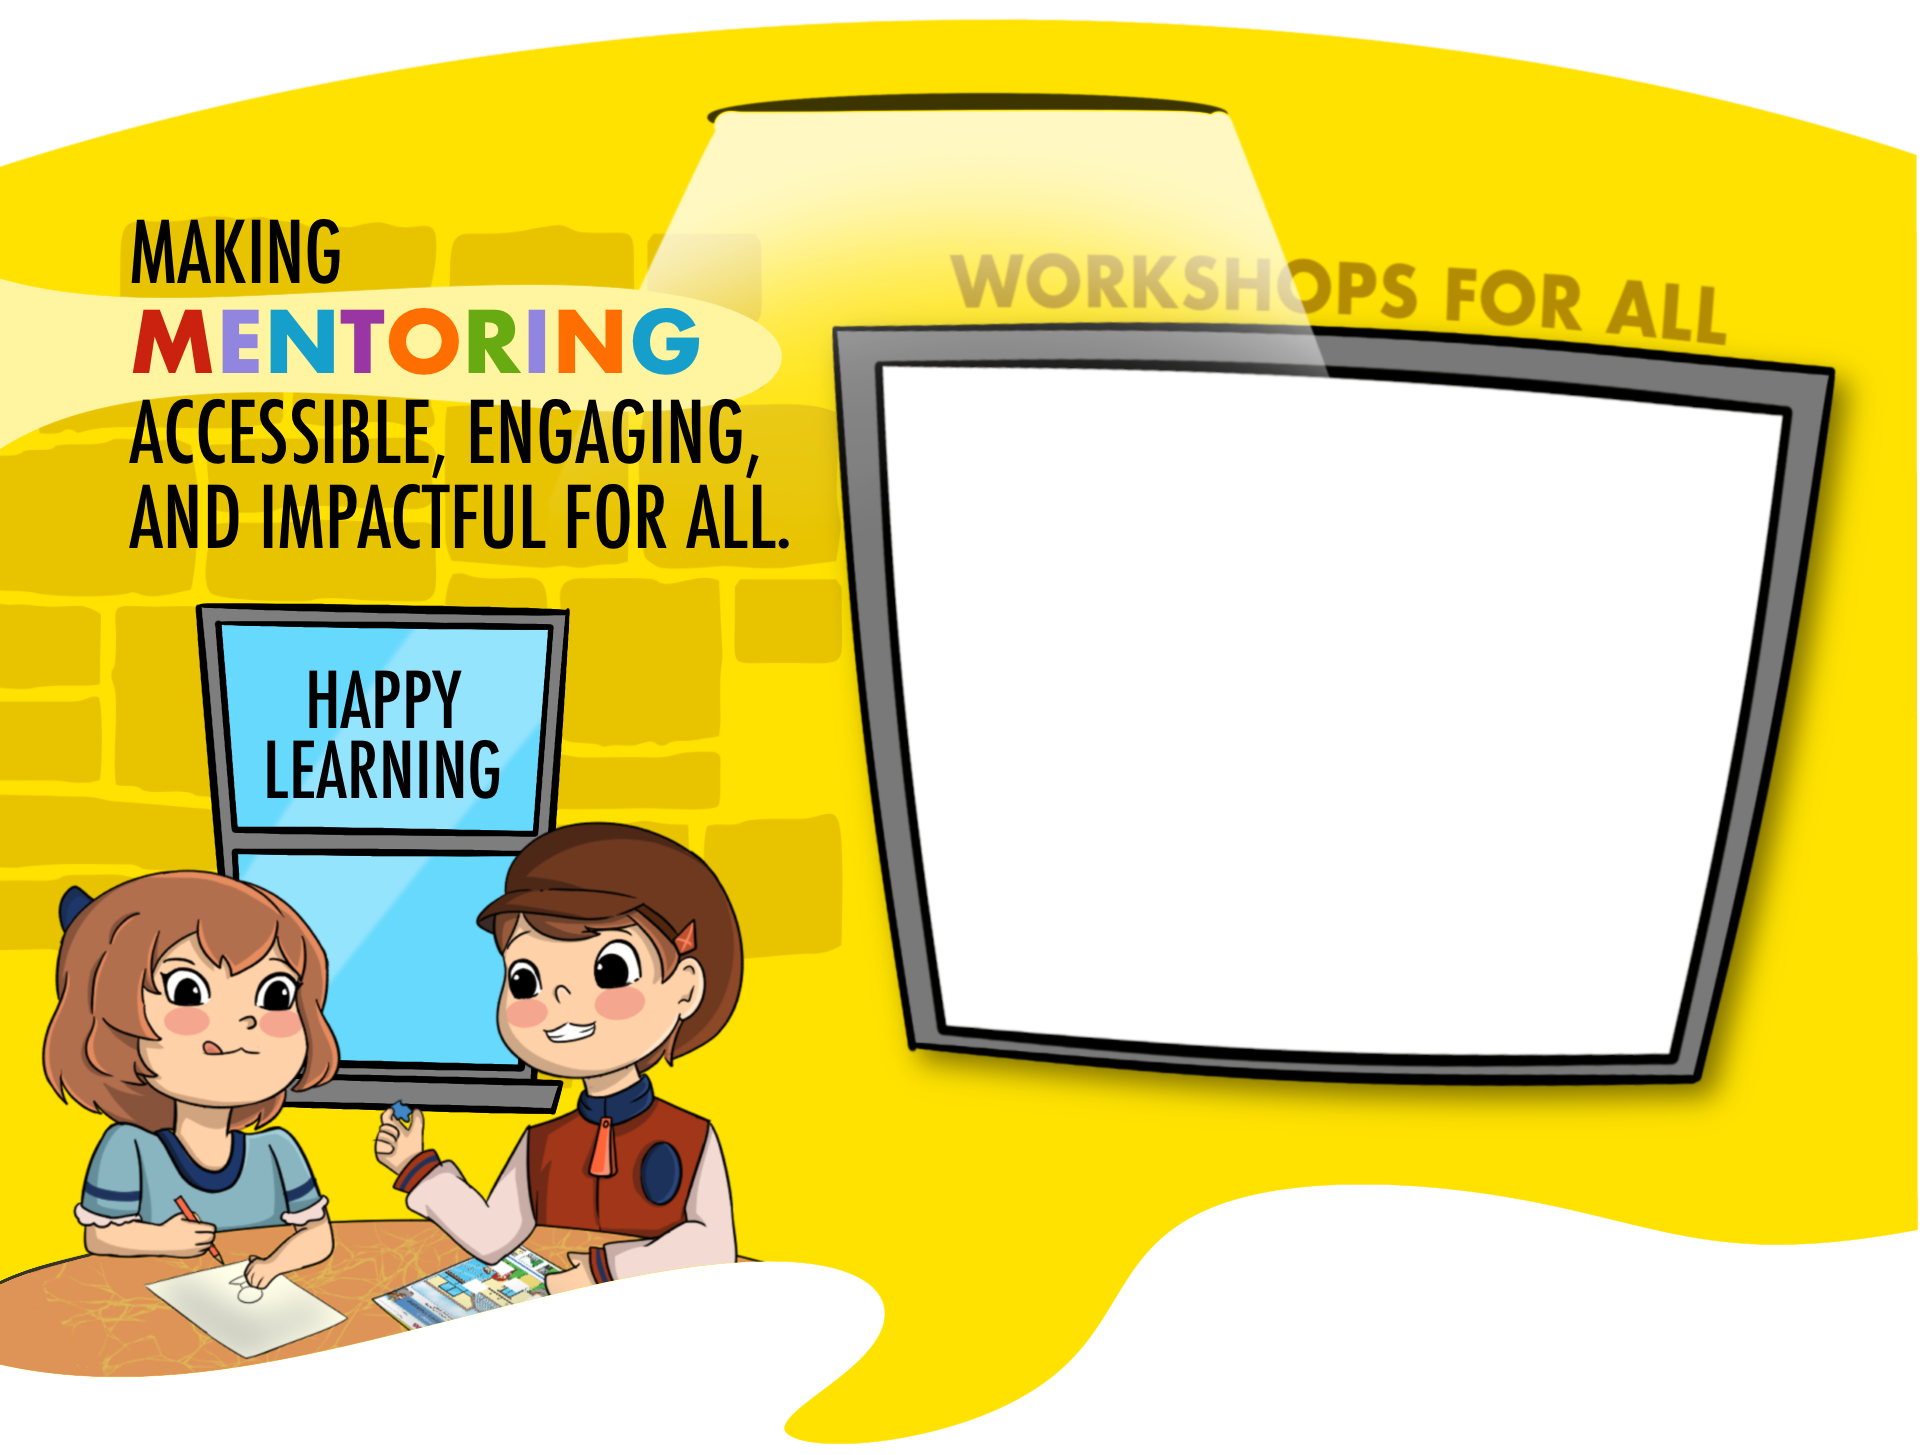 MAKING
MENTORING
ACCESSIBLE, ENGAGING,
AND IMPACTFUL FOR ALL.
WORKSHOPS FOR ALL
HAPPY
LEARNING